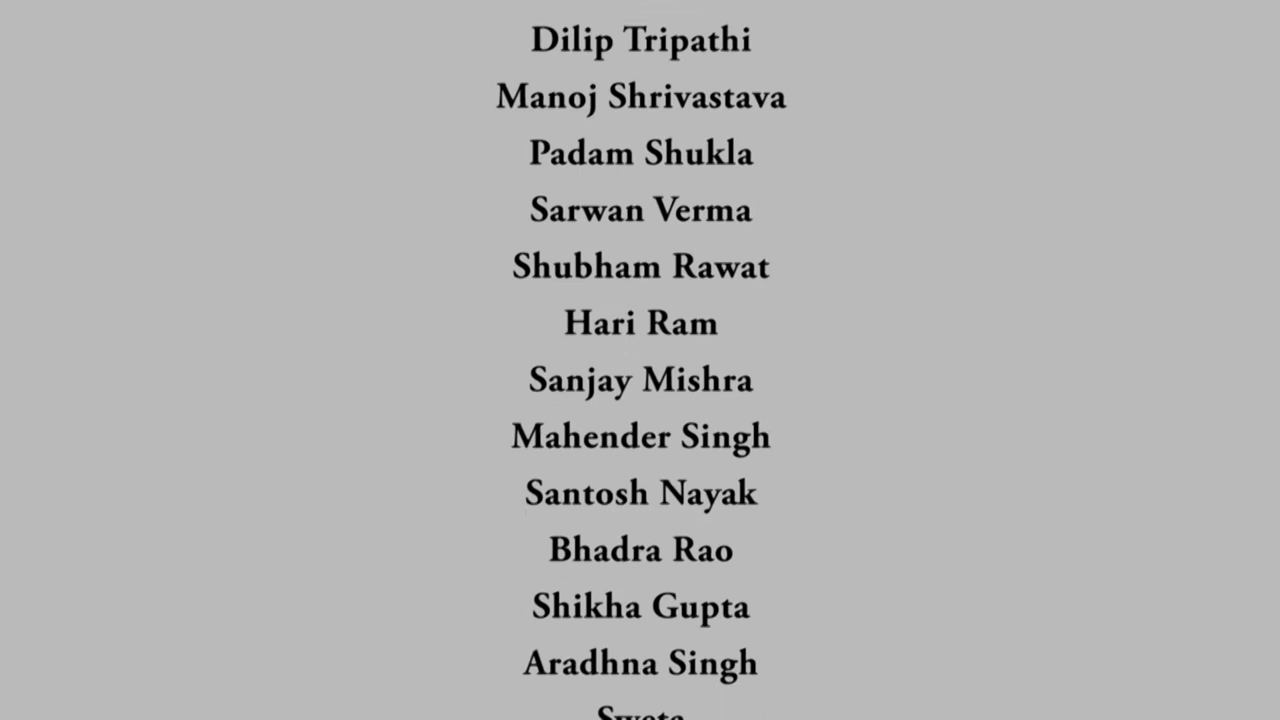 Dilip Tripathi
Manoj Shrivastava
Padam Shukla
Sarwan Verma
Shubham Rawat
Hari Ram
Sanjay Mishra
Mahender Singh
Santosh Nayak
Bhadra Rao
Shikha Gupta
Aradhna Singh